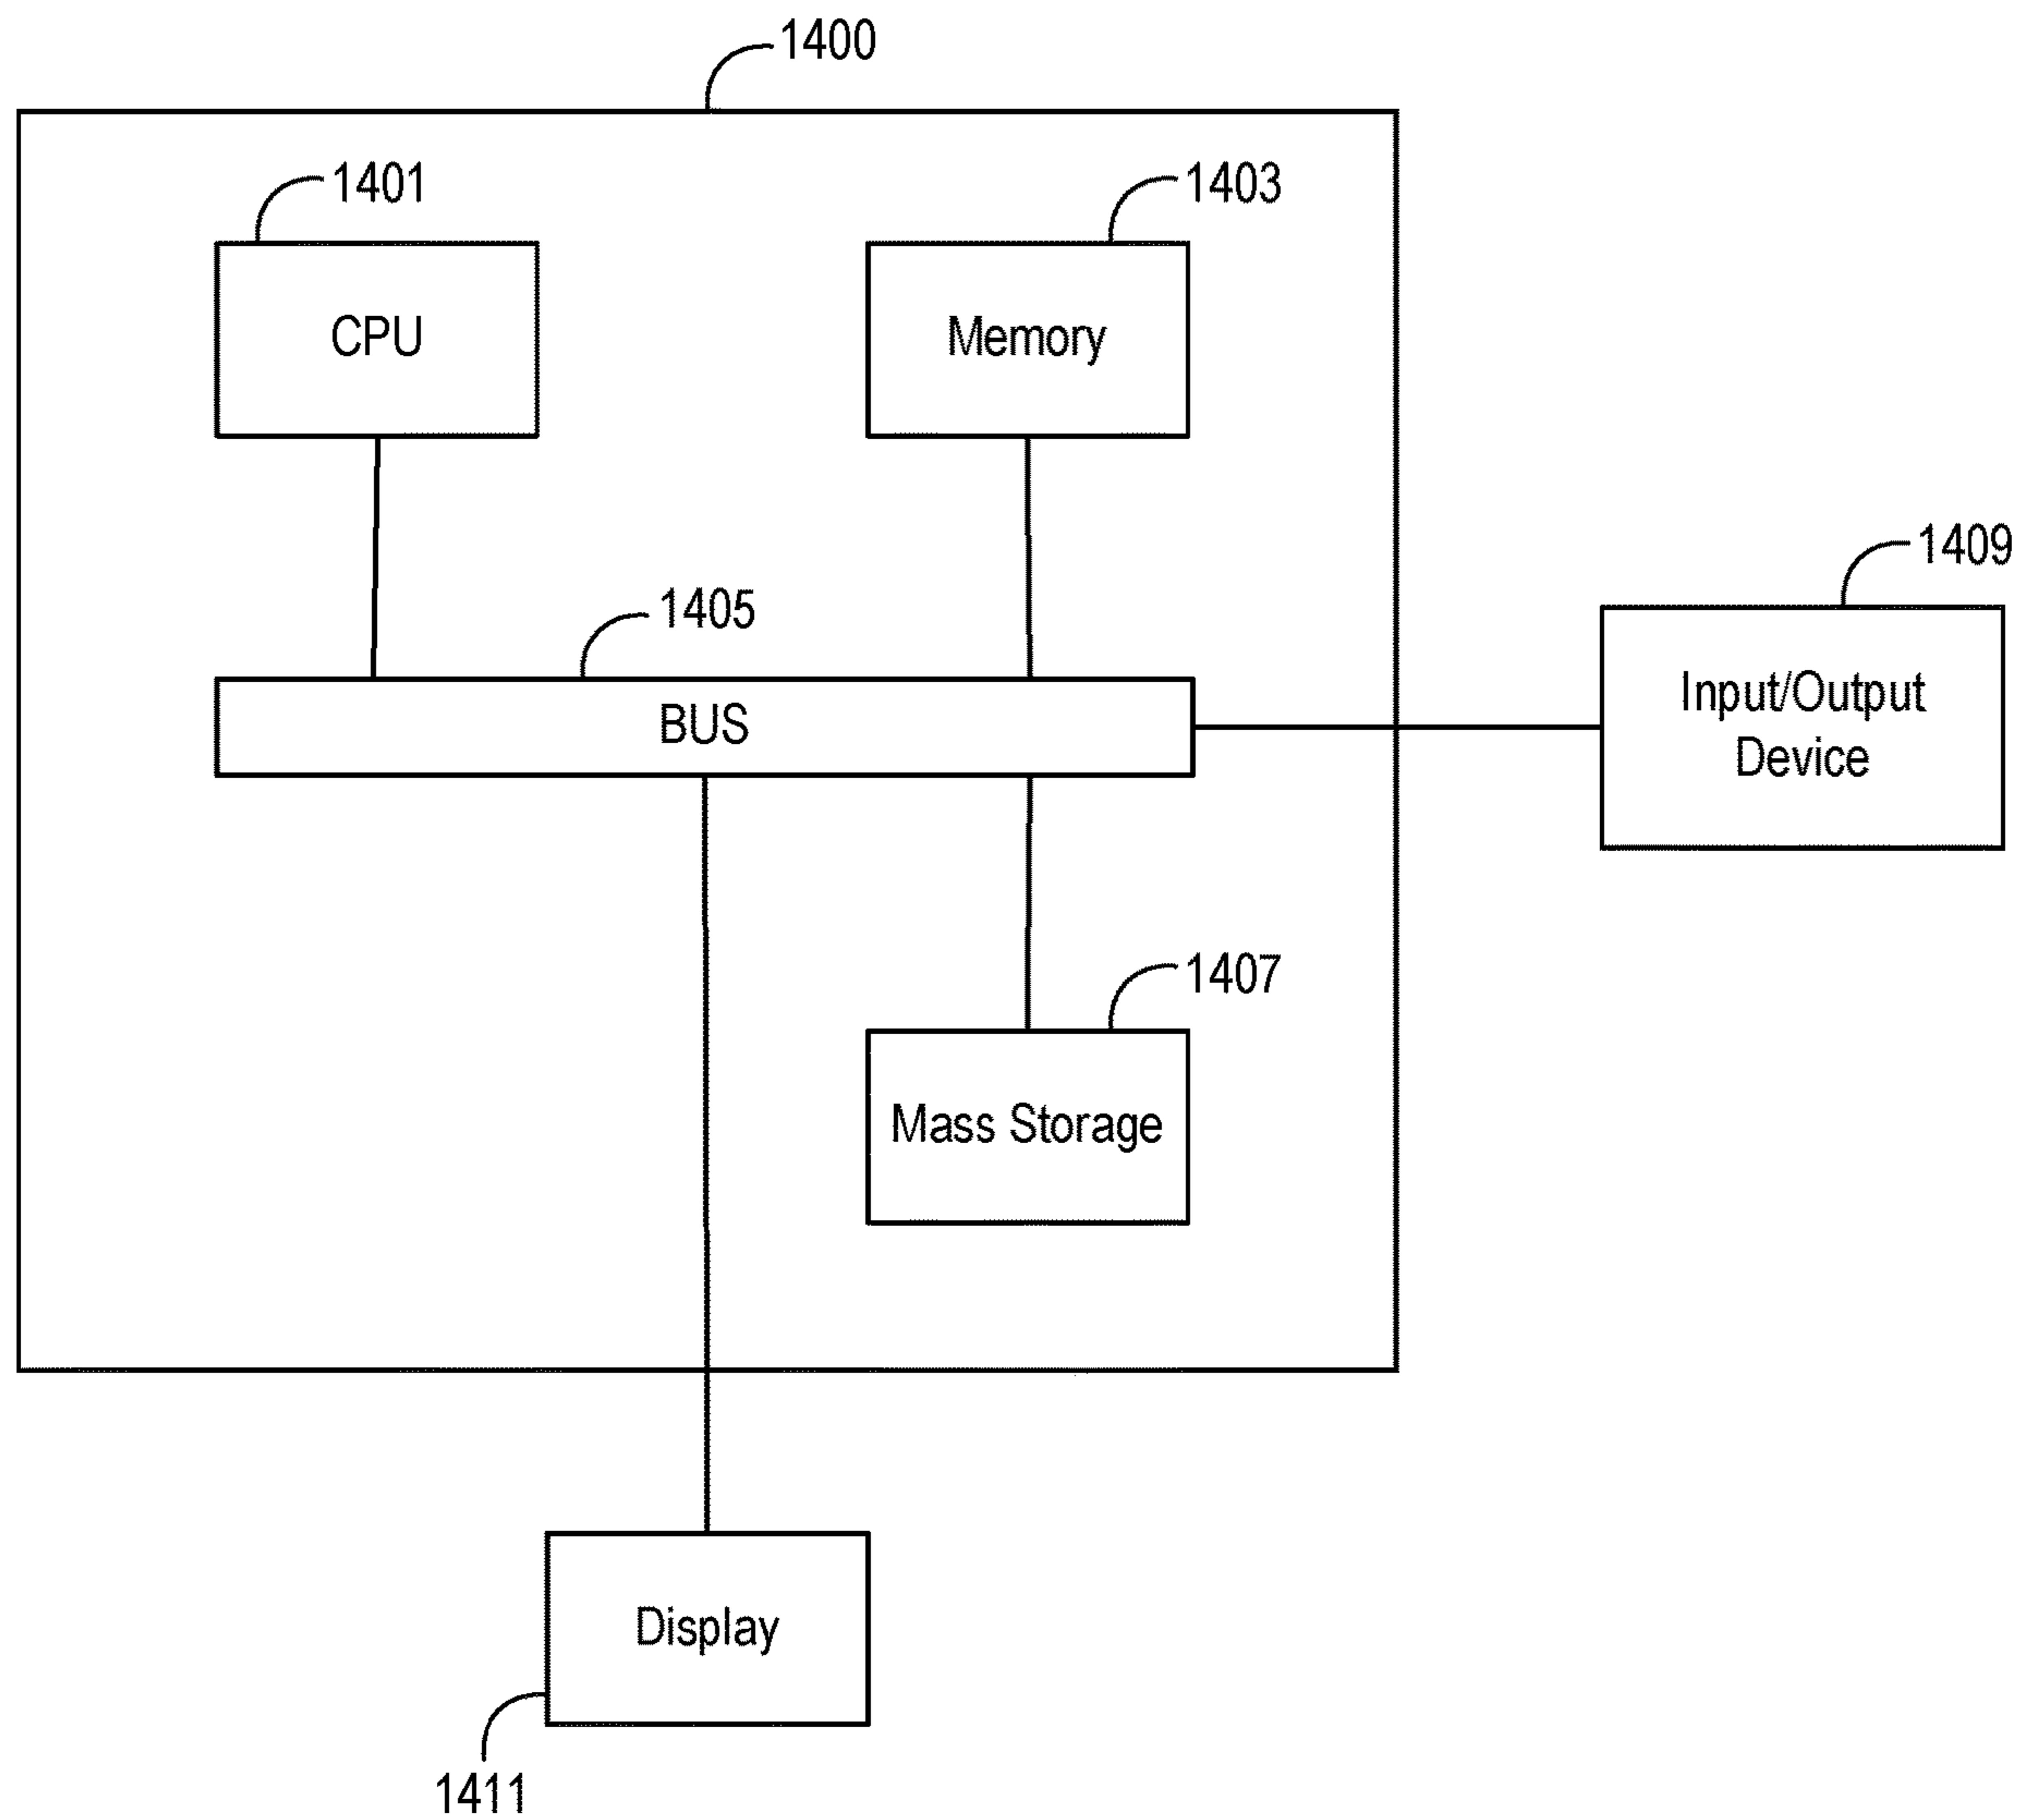 1400
1401
1403
CPU
Memory
1409
1405
Input/Output
Device
BUS
1407
Mass Storage
Display
1411